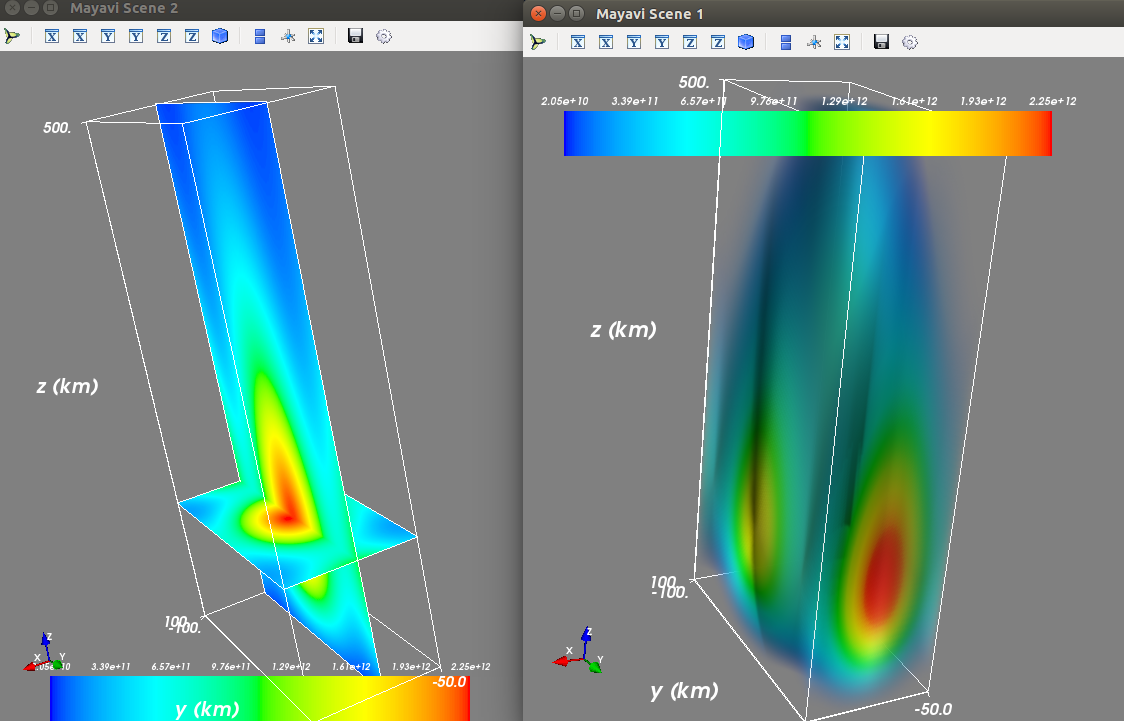 Mayavi Scene 2
X X Y Y Z Z
500.
z (km)
100.
-100.
Z
X Y
3.39e+11 6.57e+11 9.76e+11 1.29e+12 1.61e+12 1.93e+12 2.25e+12
-50.0
y (km)
Mayavi Scene 1
X X Y Y Z Z
500.
2.05e+10 3.39e+11 6.57e+11 9.76e+11 1.29e+12 1.61e+12 1.93e+12 2.25e+12
z (km)
100.
-100.
Z
X
Y
y (km)
-50.0